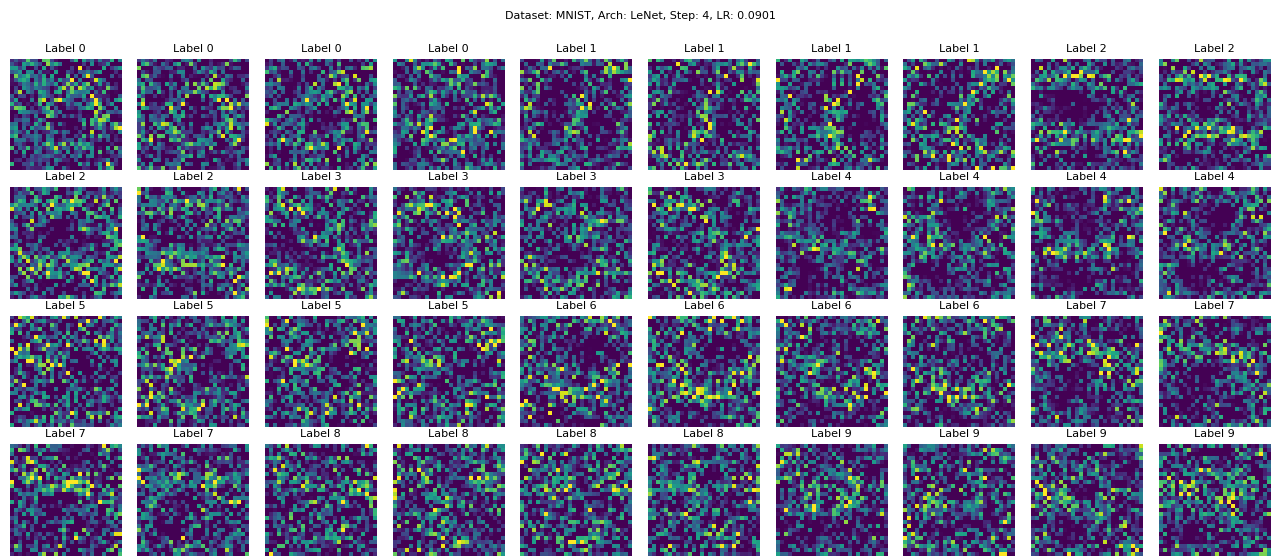 Dataset: MNIST, Arch: LeNet, Step: 4, LR: 0.0901
Label 0 Label 0 Label 0 Label 0 Label 1 Label 1 Label 1 Label 1 Label 2 Label 2
Label 2 Label 2 Label 3 Label 3 Label 3 Label 3 Label 4 Label 4 Label 4 Label 4
Label 5 Label 5 Label 5 Label 5 Label 6 Label 6 Label 6 Label 6 Label 7 Label 7
Label 7 Label 7 Label 8 Label 8 Label 8 Label 8 Label 9 Label 9 Label 9 Label 9